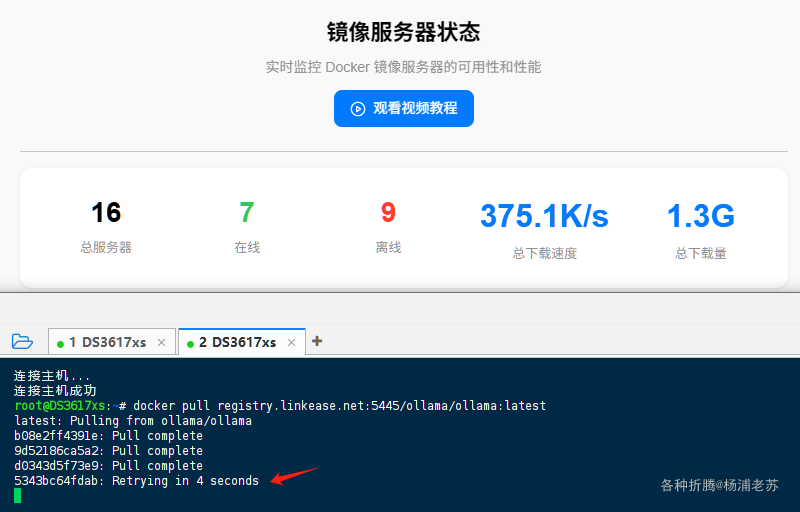 镜像服务器状态
实时监控 Docker 镜像服务器的可用性和性能
观看视频教程
16 7 9 375.1K/s 1.3G
总服务器 在线 离线 总下载速度 总下载量
1 DS3617xs × 2 DS3617xs × +
连接主机...
连接主机成功
root@DS3617xs:~# docker pull registry.linkease.net:5445/ollama/ollama:latest
latest: Pulling from ollama/ollama
b08e2ff4391e: Pull complete
9d52186ca5a2: Pull complete
d0343d5f73e9: Pull complete
5343bc64fdab: Retrying in 4 seconds
各种折腾@杨浦老苏